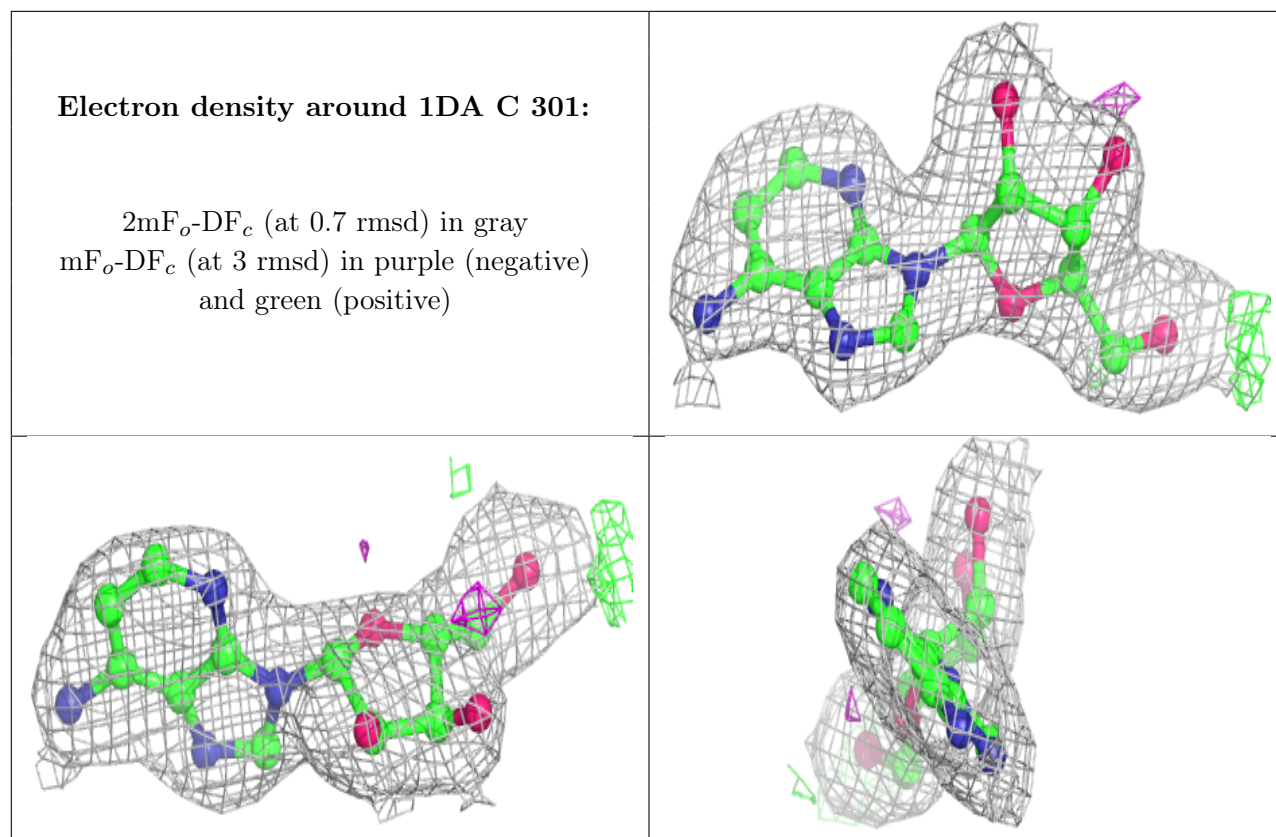 Electron density around 1DA C 301:
2mFo-DFc (at 0.7 rmsd) in gray
mFo-DFc (at 3 rmsd) in purple (negative)
and green (positive)